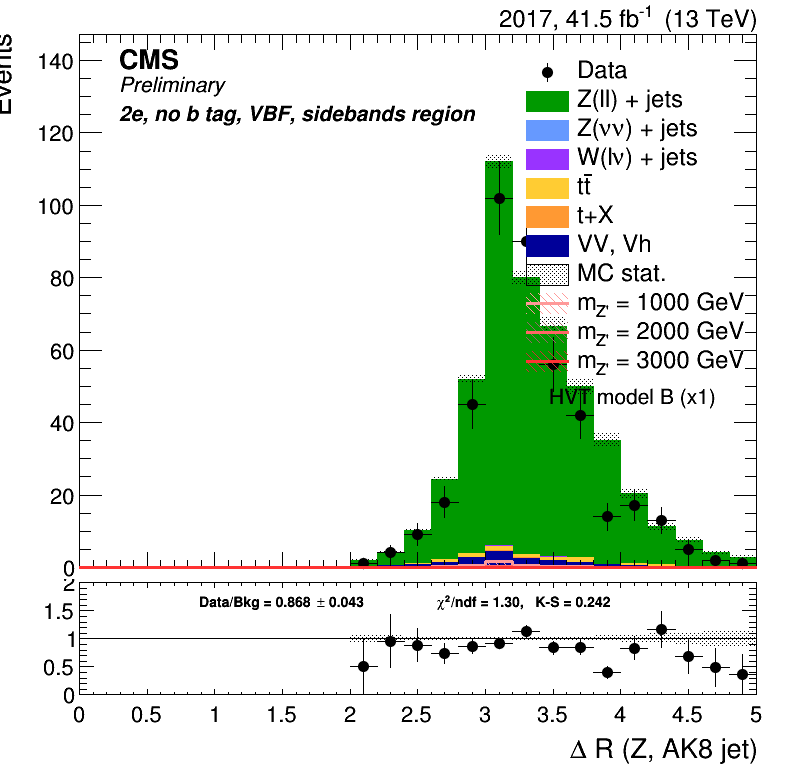 2017, 41.5 fb⁻¹ (13 TeV)
Events
CMS
Preliminary
2e, no b tag, VBF, sidebands region
Data
Z(ll) + jets
Z(νν) + jets
W(lν) + jets
tt̄
t+X
VV, Vh
MC stat.
m_Z' = 1000 GeV
m_Z' = 2000 GeV
m_Z' = 3000 GeV
HVT model B (x1)
140
120
100
80
60
40
20
0
Data/Bkg = 0.868 ± 0.043 χ²/ndf = 1.30, K-S = 0.242
2
1.5
1
0.5
0
0 0.5 1 1.5 2 2.5 3 3.5 4 4.5 5
Δ R (Z, AK8 jet)